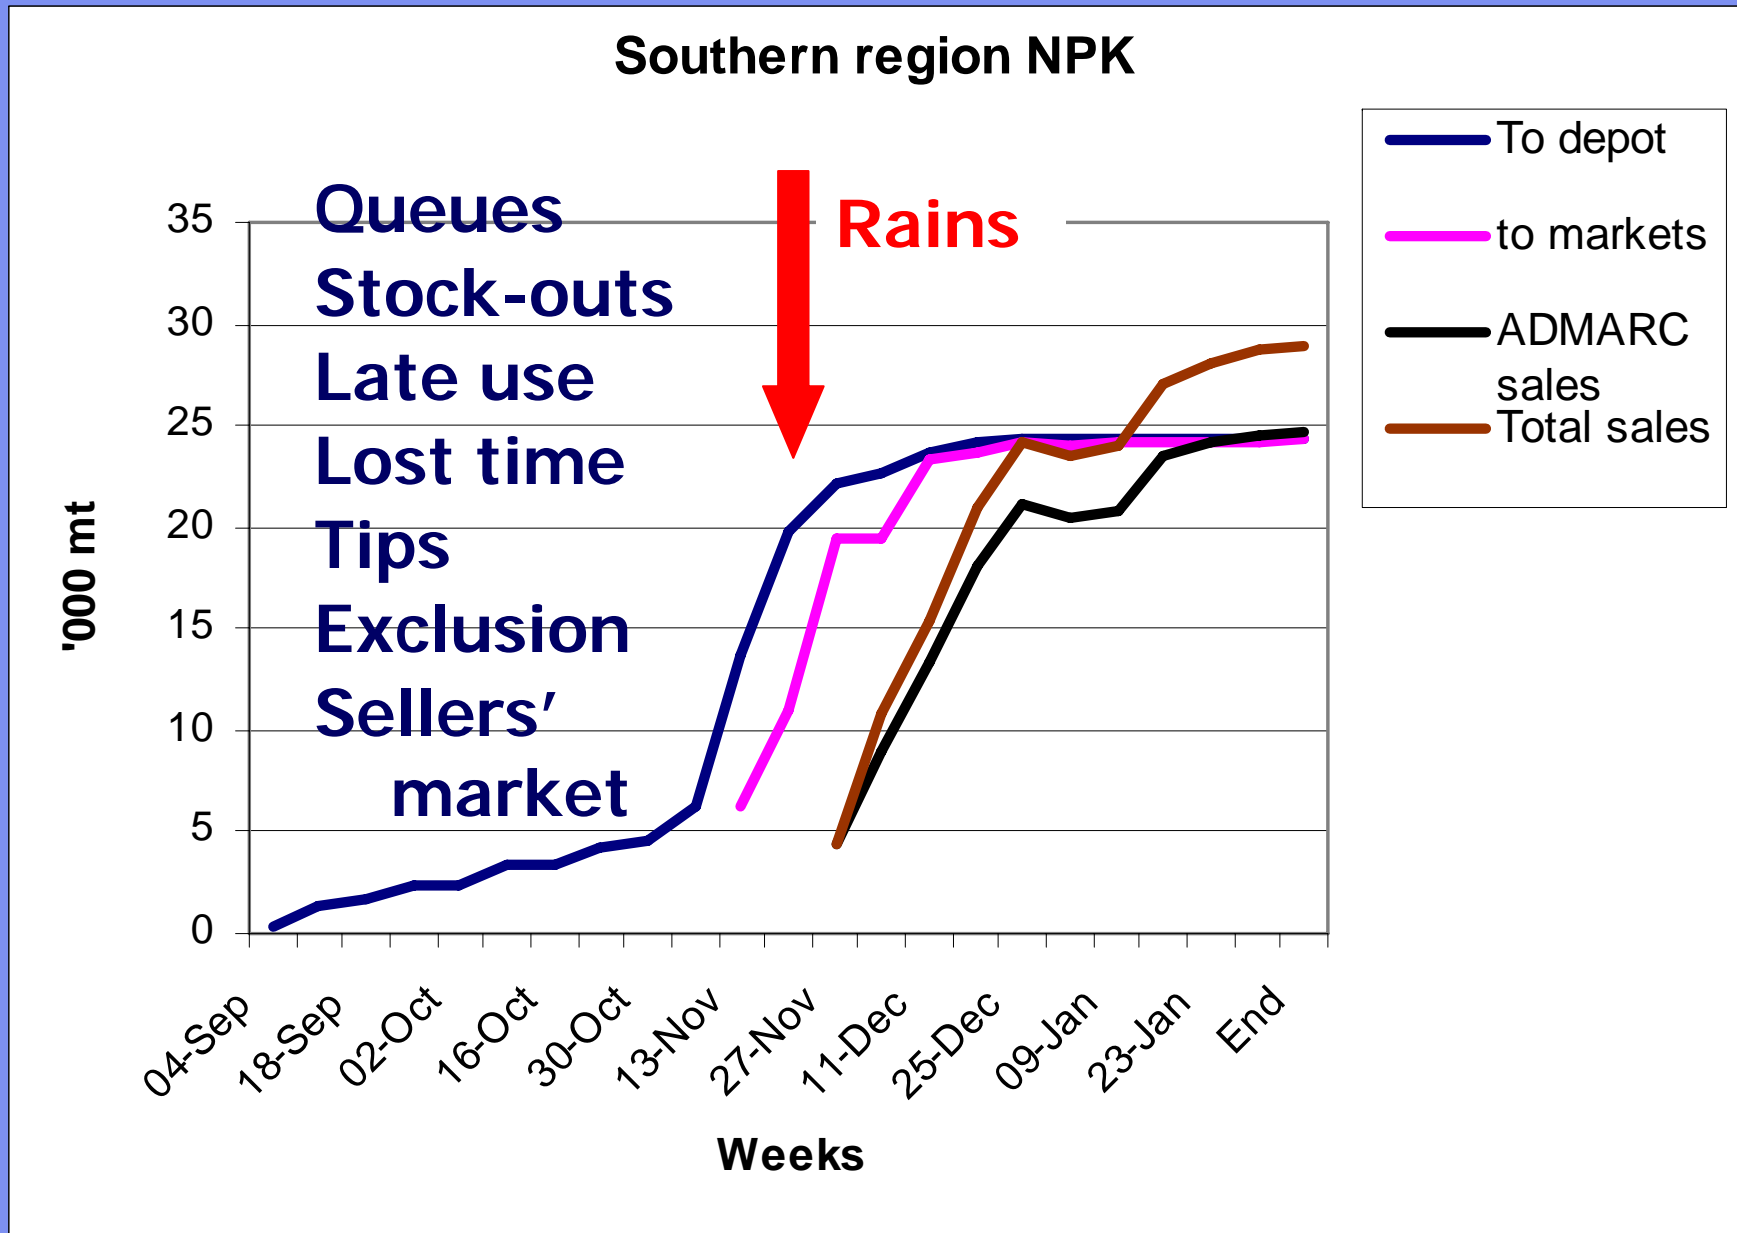 Southern region NPK
To depot
to markets
ADMARC
sales
Total sales
Queues
Stock-outs
Late use
Lost time
Tips
Exclusion
Sellers’
market
Rains
'000 mt
35
30
25
20
15
10
5
0
04-Sep
18-Sep
02-Oct
16-Oct
30-Oct
13-Nov
27-Nov
11-Dec
25-Dec
09-Jan
23-Jan
End
Weeks